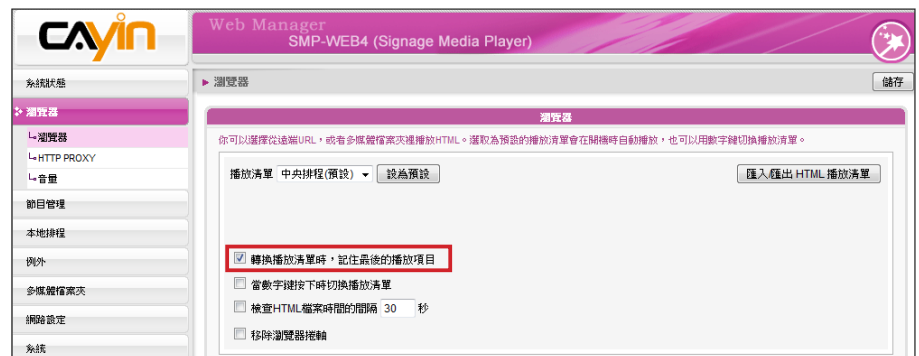 CAYIN
Web Manager
SMP-WEB4 (Signage Media Player)
系統狀態
瀏覽器
瀏覽器
HTTP PROXY
音量
節目管理
本地排程
例外
多媒體檔案夾
網路設定
系統
瀏覽器
儲存
瀏覽器
你可以選擇從遠端URL,或者多媒體檔案夾裡播放HTML。選取為預設的播放清單會在開機時自動播放,也可以用數字鍵切換播放清單。
播放清單 中央排程(預設) 設為預設 匯入/匯出 HTML 播放清單
轉換播放清單時,記住最後的播放項目
當數字鍵按下時切換播放清單
檢查HTML檔案時間的間隔 30 秒
移除瀏覽器捲軸